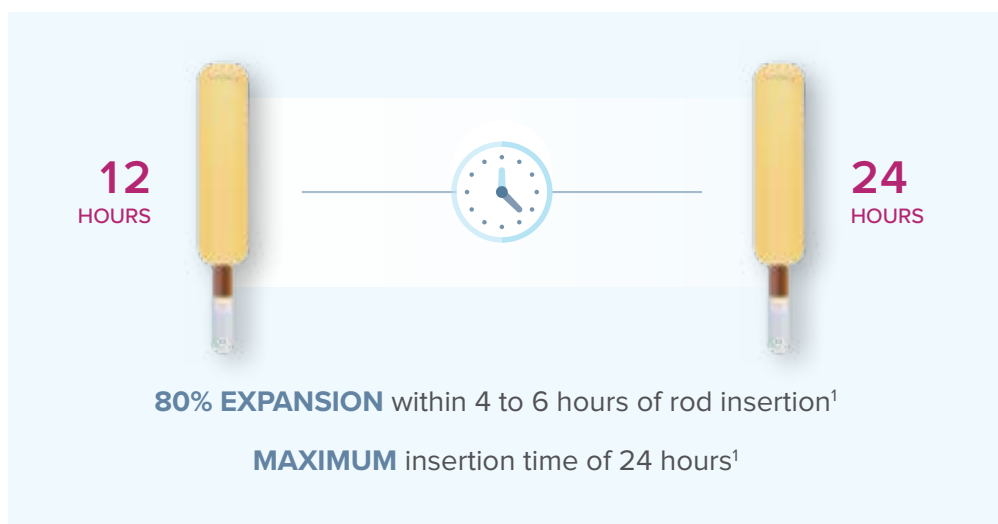 12
HOURS
24
HOURS
80% EXPANSION within 4 to 6 hours of rod insertion¹
MAXIMUM insertion time of 24 hours¹